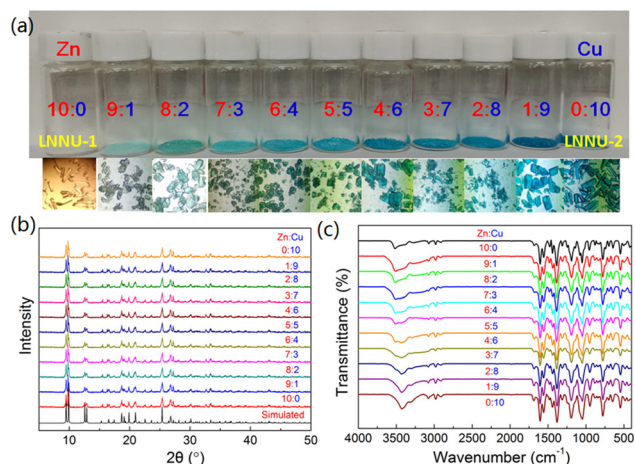 (a)
Zn Cu
10:0 9:1 8:2 7:3 6:4 5:5 4:6 3:7 2:8 1:9 0:10
LNNU-1 LNNU-2
(b)
Zn:Cu
0:10
1:9
2:8
3:7
4:6
5:5
6:4
7:3
8:2
9:1
10:0
Simulated
Intensity
10 20 30 40 50
2θ (°)
(c)
Zn:Cu
10:0
9:1
8:2
7:3
6:4
5:5
4:6
3:7
2:8
1:9
0:10
Transmittance (%)
4000 3500 3000 2500 2000 1500 1000 500
Wavenumber (cm⁻¹)